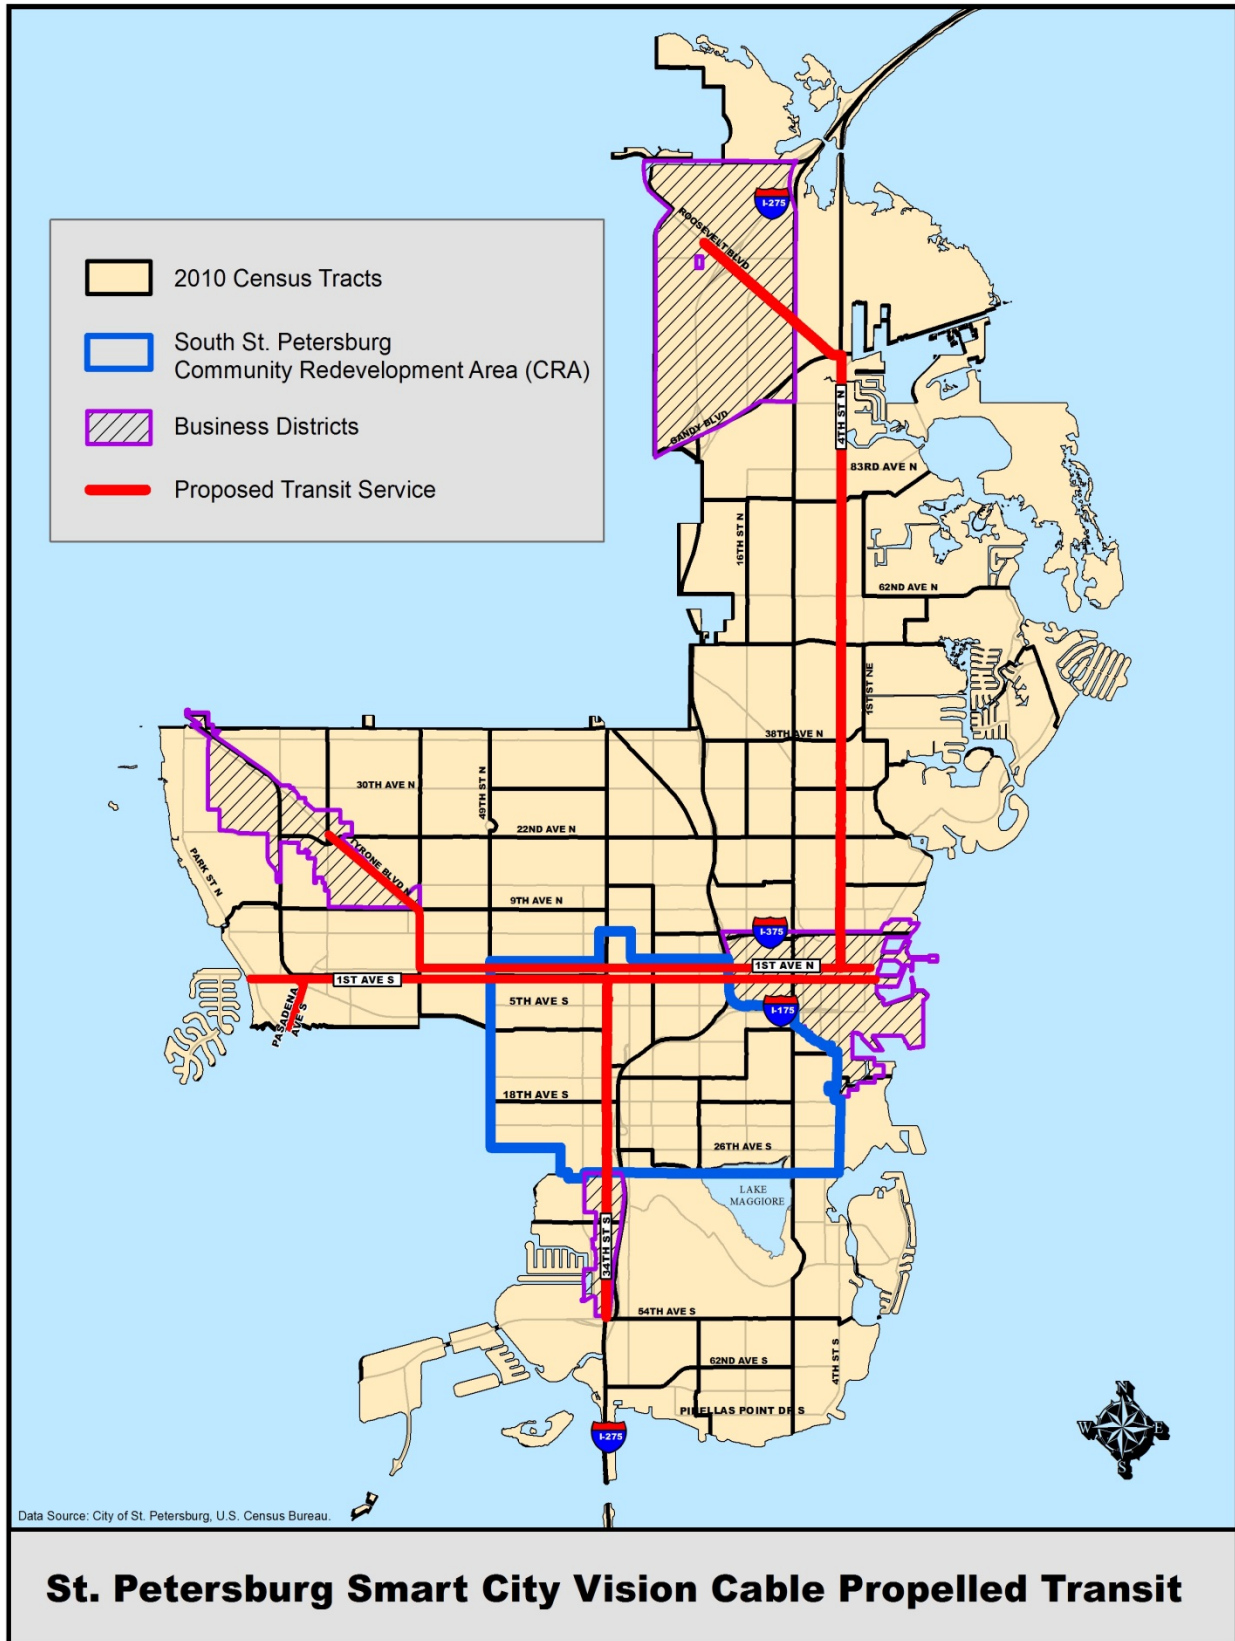 I-275
ROOSEVELT BLVD
2010 Census Tracts
South St. Petersburg
Community Redevelopment Area (CRA)
Business Districts
Proposed Transit Service
GANDY BLVD
4TH ST N
83RD AVE N
16TH ST N
62ND AVE N
1ST ST NE
38TH AVE N
30TH AVE N
49TH ST N
22ND AVE N
TYRONE BLVD N
PARK ST N
9TH AVE N
I-375
1ST AVE N
1ST AVE S
5TH AVE S
I-175
PASADENA
AVE S
18TH AVE S
26TH AVE S
LAKE
MAGGIORE
34TH ST S
54TH AVE S
62ND AVE S
4TH ST S
PINELLAS POINT DR S
I-275
N
W
E
S
Data Source: City of St. Petersburg, U.S. Census Bureau.
St. Petersburg Smart City Vision Cable Propelled Transit